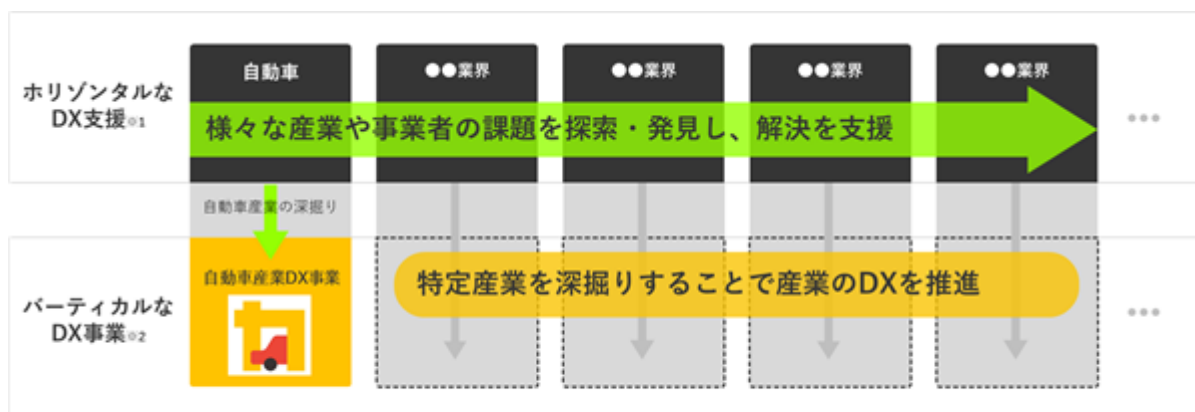 自動車
●●業界
●●業界
●●業界
●●業界
ホリゾンタルな
DX支援※1
様々な産業や事業者の課題を探索・発見し、解決を支援
•••
自動車産業の深掘り
自動車産業DX事業
特定産業を深掘りすることで産業のDXを推進
バーティカルな
DX事業※2
•••